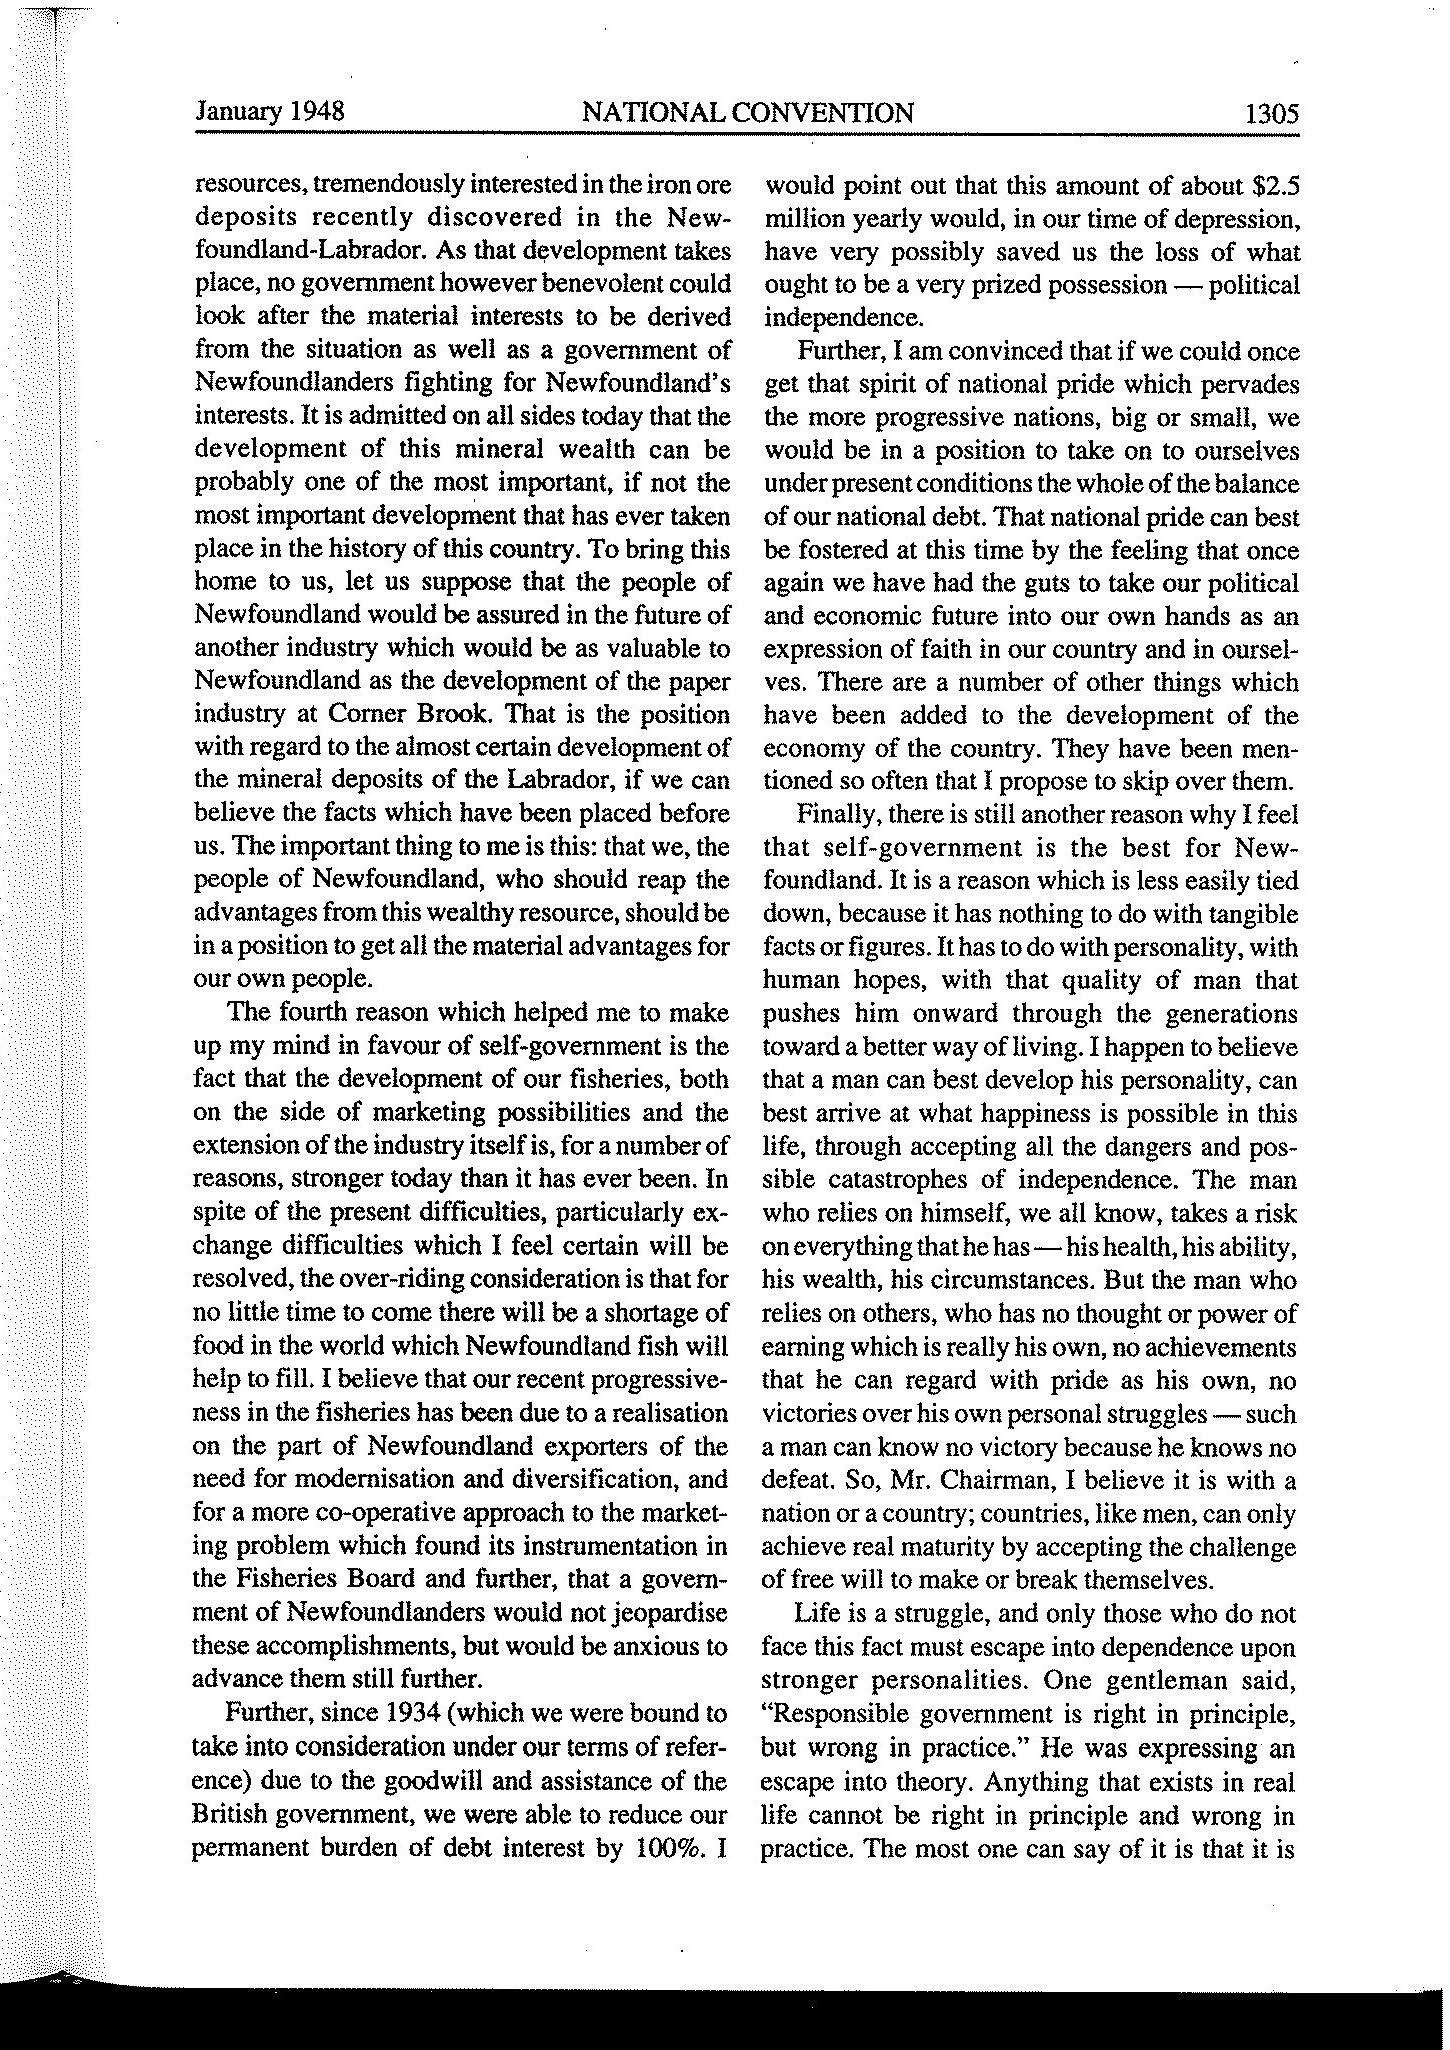 January 1948 NATIONAL CONVENTION 1305
resources, tremendously interested in the iron ore
deposits recently discovered in the New-
foundland-Labrador. As that development takes
place, no government however benevolent could
look after the material interests to be derived
from the situation as well as a government of
Newfoundlanders fighting for Newfoundland's
interests. It is admitted on all sides today that the
development of this mineral wealth can be
probably one of the most important, if not the
most important development that has ever taken
place in the history of this country. To bring this
home to us, let us suppose that the people of
Newfoundland would be assured in the future of
another industry which would be as valuable to
Newfoundland as the development of the paper
industry at Corner Brook. That is the position
with regard to the almost certain development of
the mineral deposits of the Labrador, if we can
believe the facts which have been placed before
us. The important thing to me is this: that we, the
people of Newfoundland, who should reap the
advantages from this wealthy resource, should be
in a position to get all the material advantages for
our own people.
The fourth reason which helped me to make
up my mind in favour of self-government is the
fact that the development of our fisheries, both
on the side of marketing possibilities and the
extension of the industry itself is, for a number of
reasons, stronger today than it has ever been. In
spite of the present difficulties, particularly ex-
change difficulties which I feel certain will be
resolved, the over-riding consideration is that for
no little time to come there will be a shortage of
food in the world which Newfoundland fish will
help to fill. I believe that our recent progressive-
ness in the fisheries has been due to a realisation
on the part of Newfoundland exporters of the
need for modernisation and diversification, and
for a more co-operative approach to the market-
ing problem which found its instrumentation in
the Fisheries Board and further, that a govern-
ment of Newfoundlanders would not jeopardise
these accomplishments, but would be anxious to
advance them still further.
Further, since 1934 (which we were bound to
take into consideration under our terms of refer-
ence) due to the goodwill and assistance of the
British government, we were able to reduce our
permanent burden of debt interest by 100%. I
would point out that this amount of about $2.5
million yearly would, in our time of depression,
have very possibly saved us the loss of what
ought to be a very prized possession — political
independence.
Further, I am convinced that if we could once
get that spirit of national pride which pervades
the more progressive nations, big or small, we
would be in a position to take on to ourselves
under present conditions the whole of the balance
of our national debt. That national pride can best
be fostered at this time by the feeling that once
again we have had the guts to take our political
and economic future into our own hands as an
expression of faith in our country and in oursel-
ves. There are a number of other things which
have been added to the development of the
economy of the country. They have been men-
tioned so often that I propose to skip over them.
Finally, there is still another reason why I feel
that self-government is the best for New-
foundland. It is a reason which is less easily tied
down, because it has nothing to do with tangible
facts or figures. It has to do with personality, with
human hopes, with that quality of man that
pushes him onward through the generations
toward a better way of living. I happen to believe
that a man can best develop his personality, can
best arrive at what happiness is possible in this
life, through accepting all the dangers and pos-
sible catastrophes of independence. The man
who relies on himself, we all know, takes a risk
on everything that he has — his health, his ability,
his wealth, his circumstances. But the man who
relies on others, who has no thought or power of
earning which is really his own, no achievements
that he can regard with pride as his own, no
victories over his own personal struggles — such
a man can know no victory because he knows no
defeat. So, Mr. Chairman, I believe it is with a
nation or a country; countries, like men, can only
achieve real maturity by accepting the challenge
of free will to make or break themselves.
Life is a struggle, and only those who do not
face this fact must escape into dependence upon
stronger personalities. One gentleman said,
“Responsible government is right in principle,
but wrong in practice.” He was expressing an
escape into theory. Anything that exists in real
life cannot be right in principle and wrong in
practice. The most one can say of it is that it is